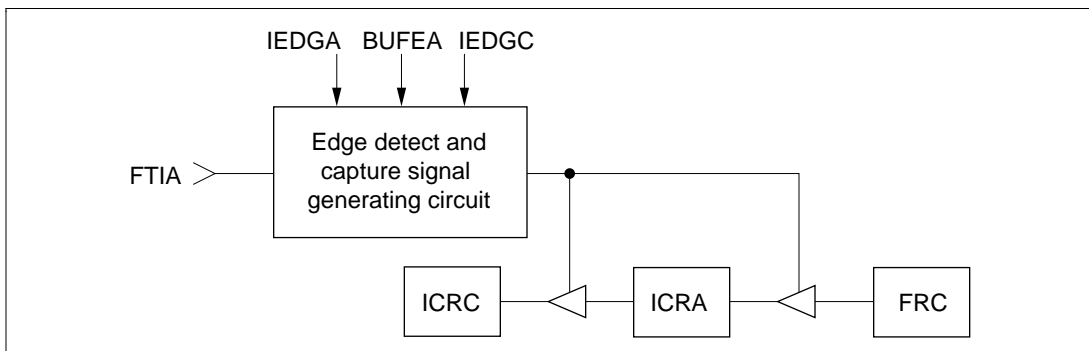 IEDGA BUFEA IEDGC
FTIA
Edge detect and
capture signal
generating circuit
ICRC
ICRA
FRC